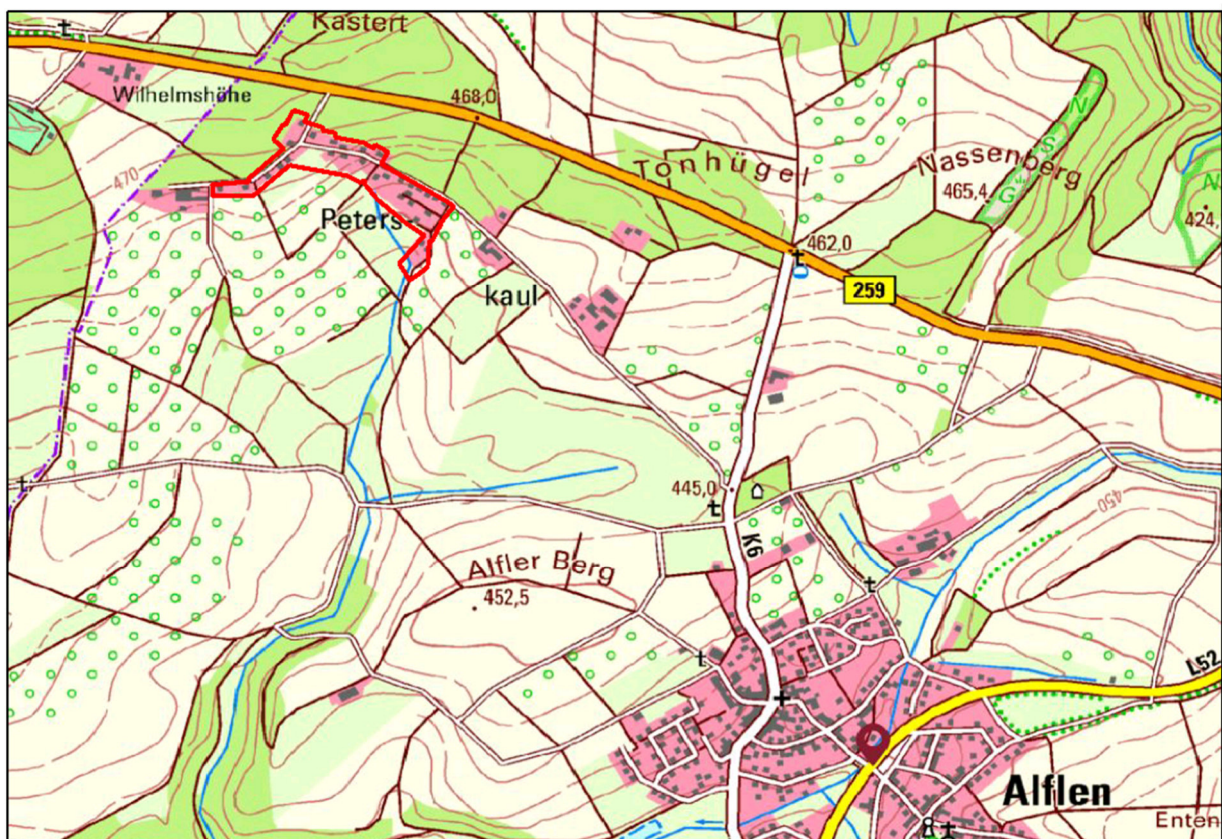 Kastert
Wilhelmshöhe
468,0
Tonhügel
Nassenberg
465,4
NSG
N
424,
470
Peters
kaul
462,0
259
445,0
K6
450
Alfler Berg
452,5
L52
Alflen
Enten